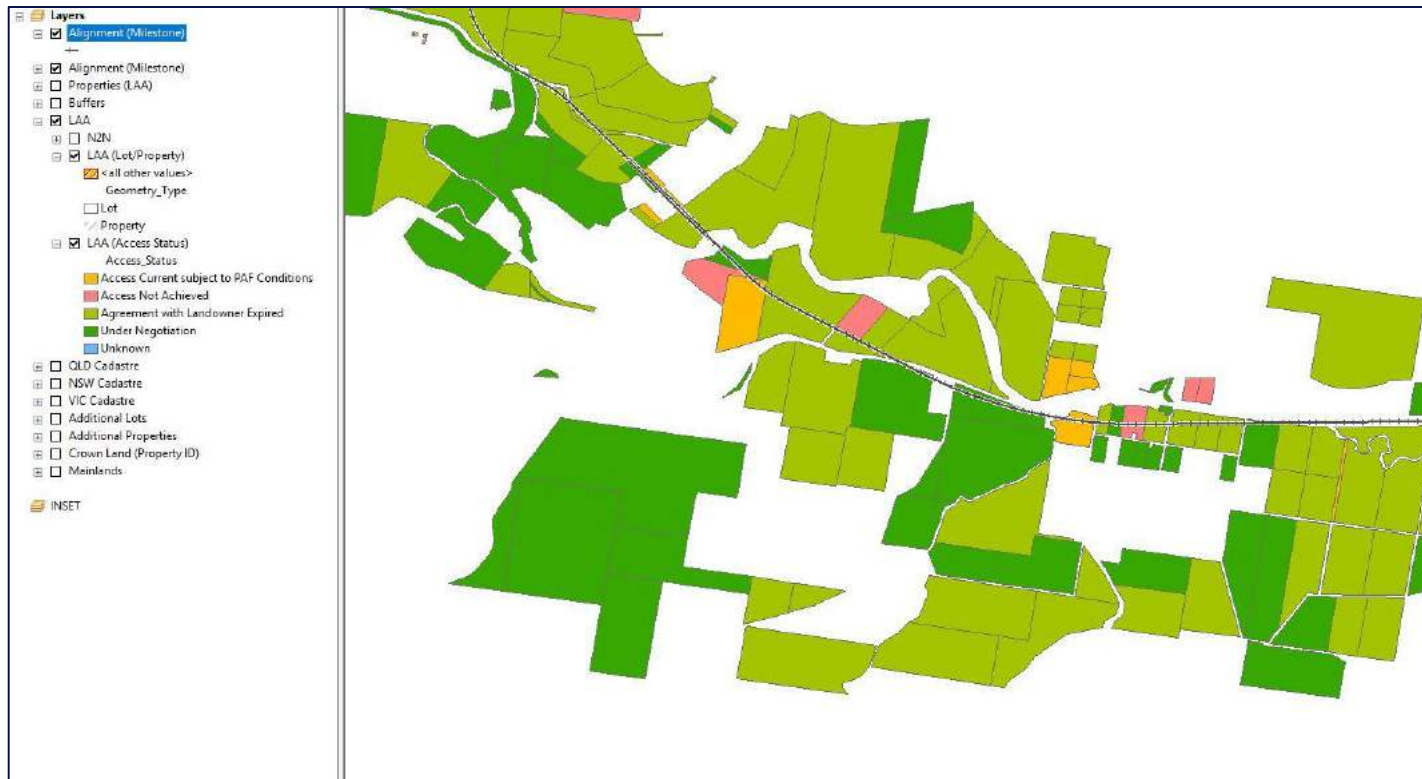 Layers
Alignment (Milestone)
Alignment (Milestone)
Properties (LAA)
Buffers
LAA
N2N
LAA (Lot/Property)
<all other values>
Geometry_Type
Lot
Property
LAA (Access Status)
Access_Status
Access Current subject to PAF Conditions
Access Not Achieved
Agreement with Landowner Expired
Under Negotiation
Unknown
QLD Cadastre
NSW Cadastre
VIC Cadastre
Additional Lots
Additional Properties
Crown Land (Property ID)
Mainlands
INSET